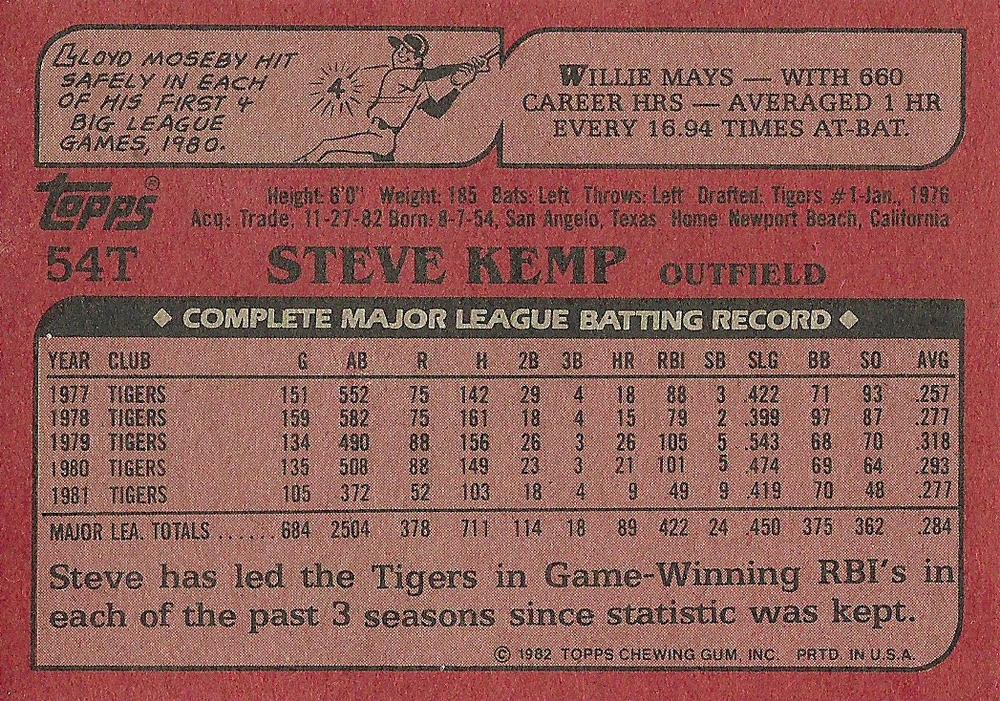 LLOYD MOSEBY HIT
SAFELY IN EACH
OF HIS FIRST 4
BIG LEAGUE
GAMES, 1980.
4
WILLIE MAYS — WITH 660
CAREER HRS — AVERAGED 1 HR
EVERY 16.94 TIMES AT-BAT.
Topps®
Height: 6'0" Weight: 185 Bats: Left Throws: Left Drafted: Tigers #1-Jan., 1976
Acq: Trade, 11-27-82 Born: 8-7-54, San Angelo, Texas Home Newport Beach, California
54T STEVE KEMP OUTFIELD
◆ COMPLETE MAJOR LEAGUE BATTING RECORD ◆
YEAR CLUB G AB R H 2B 3B HR RBI SB SLG BB SO AVG
1977 TIGERS 151 552 75 142 29 4 18 88 3 .422 71 93 .257
1978 TIGERS 159 582 75 161 18 4 15 79 2 .399 97 87 .277
1979 TIGERS 134 490 88 156 26 3 26 105 5 .543 68 70 .318
1980 TIGERS 135 508 88 149 23 3 21 101 5 .474 69 64 .293
1981 TIGERS 105 372 52 103 18 4 9 49 9 .419 70 48 .277
MAJOR LEA. TOTALS ...... 684 2504 378 711 114 18 89 422 24 .450 375 362 .284
Steve has led the Tigers in Game-Winning RBI's in
each of the past 3 seasons since statistic was kept.
© 1982 TOPPS CHEWING GUM, INC. PRTD. IN U.S.A.